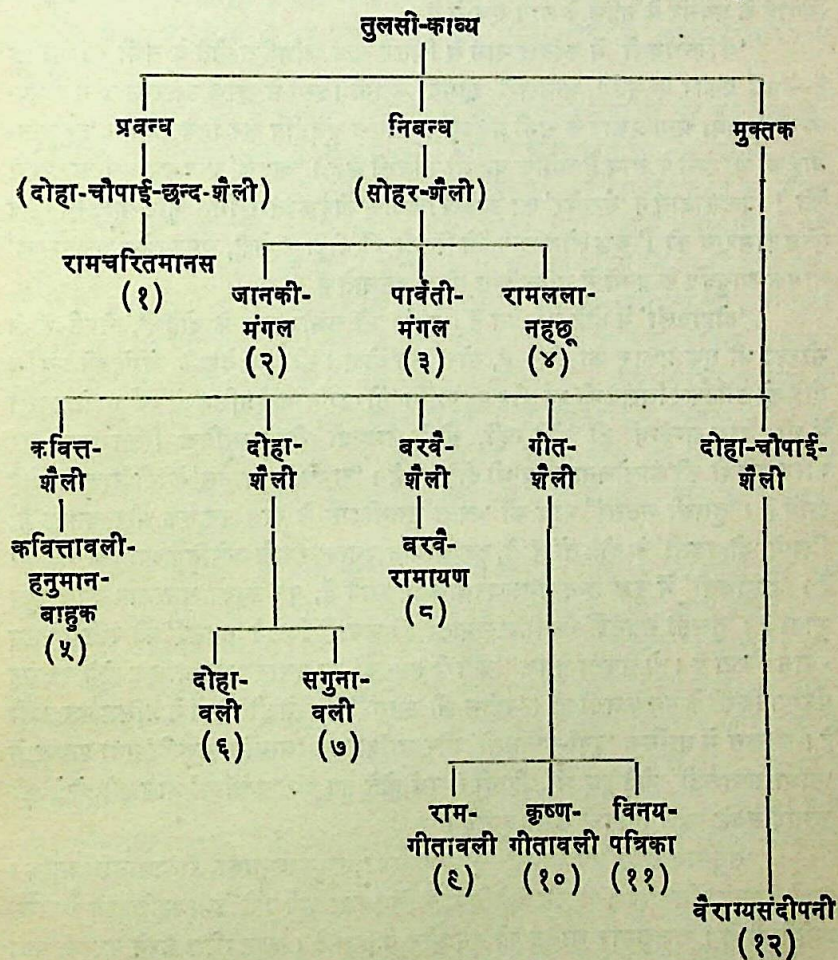 तुलसी-काव्य
प्रबन्ध
निबन्ध
मुक्तक
(दोहा-चौपाई-छन्द-शैली)
(सोहर-शैली)
रामचरितमानस
(१)
जानकी-
मंगल
(२)
पार्वती-
मंगल
(३)
रामलला-
नहछू
(४)
कवित्त-
शैली
दोहा-
शैली
बरवै-
शैली
गीत-
शैली
दोहा-चौपाई-
शैली
कवित्तावली-
हनुमान-
बाहुक
(५)
बरवै-
रामायण
(८)
दोहा-
वली
(६)
सगुना-
वली
(७)
राम-
गीतावली
(९)
कृष्ण-
गीतावली
(१०)
विनय-
पत्रिका
(११)
वैराग्यसंदीपनी
(१२)